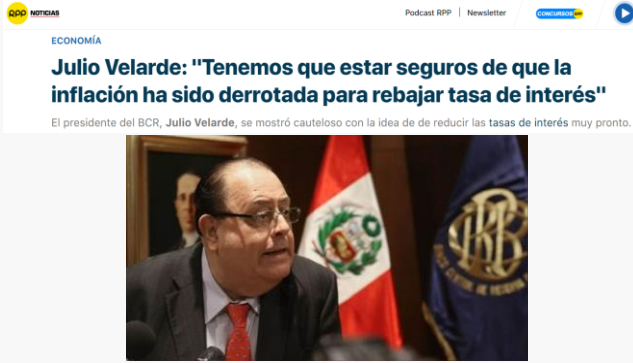 RPP NOTICIAS
Podcast RPP | Newsletter
CONCURSOS RPP
ECONOMÍA
Julio Velarde: "Tenemos que estar seguros de que la
inflación ha sido derrotada para rebajar tasa de interés"
El presidente del BCR, Julio Velarde, se mostró cauteloso con la idea de de reducir las tasas de interés muy pronto.